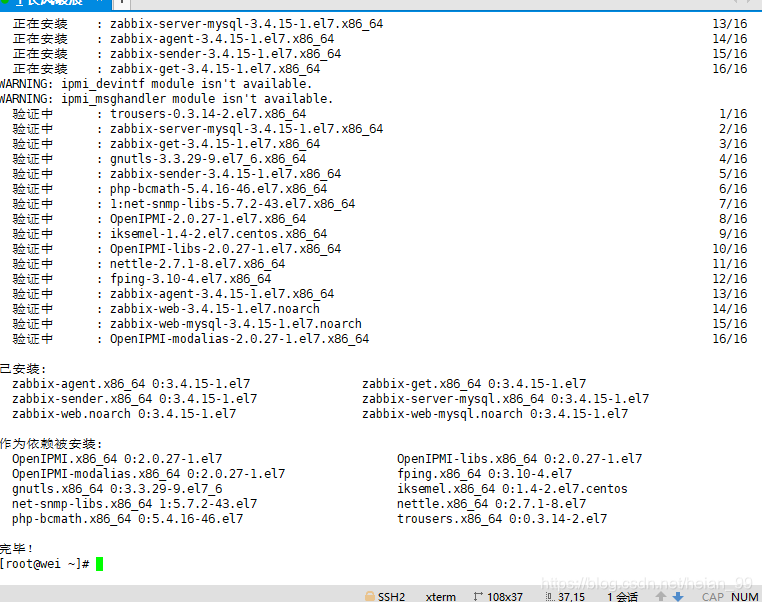 正在安装    : zabbix-server-mysql-3.4.15-1.el7.x86_64    13/16
正在安装    : zabbix-agent-3.4.15-1.el7.x86_64    14/16
正在安装    : zabbix-sender-3.4.15-1.el7.x86_64    15/16
正在安装    : zabbix-get-3.4.15-1.el7.x86_64    16/16
WARNING: ipmi_devintf module isn't available.
WARNING: ipmi_msghandler module isn't available.
验证中      : trousers-0.3.14-2.el7.x86_64    1/16
验证中      : zabbix-server-mysql-3.4.15-1.el7.x86_64    2/16
验证中      : zabbix-get-3.4.15-1.el7.x86_64    3/16
验证中      : gnutls-3.3.29-9.el7_6.x86_64    4/16
验证中      : zabbix-sender-3.4.15-1.el7.x86_64    5/16
验证中      : php-bcmath-5.4.16-46.el7.x86_64    6/16
验证中      : 1:net-snmp-libs-5.7.2-43.el7.x86_64    7/16
验证中      : OpenIPMI-2.0.27-1.el7.x86_64    8/16
验证中      : iksemel-1.4-2.el7.centos.x86_64    9/16
验证中      : OpenIPMI-libs-2.0.27-1.el7.x86_64    10/16
验证中      : nettle-2.7.1-8.el7.x86_64    11/16
验证中      : fping-3.10-4.el7.x86_64    12/16
验证中      : zabbix-agent-3.4.15-1.el7.x86_64    13/16
验证中      : zabbix-web-3.4.15-1.el7.noarch    14/16
验证中      : zabbix-web-mysql-3.4.15-1.el7.noarch    15/16
验证中      : OpenIPMI-modalias-2.0.27-1.el7.x86_64    16/16
已安装:
zabbix-agent.x86_64 0:3.4.15-1.el7    zabbix-get.x86_64 0:3.4.15-1.el7
zabbix-sender.x86_64 0:3.4.15-1.el7    zabbix-server-mysql.x86_64 0:3.4.15-1.el7
zabbix-web.noarch 0:3.4.15-1.el7    zabbix-web-mysql.noarch 0:3.4.15-1.el7
作为依赖被安装:
OpenIPMI.x86_64 0:2.0.27-1.el7    OpenIPMI-libs.x86_64 0:2.0.27-1.el7
OpenIPMI-modalias.x86_64 0:2.0.27-1.el7    fping.x86_64 0:3.10-4.el7
gnutls.x86_64 0:3.3.29-9.el7_6    iksemel.x86_64 0:1.4-2.el7.centos
net-snmp-libs.x86_64 1:5.7.2-43.el7    nettle.x86_64 0:2.7.1-8.el7
php-bcmath.x86_64 0:5.4.16-46.el7    trousers.x86_64 0:0.3.14-2.el7
完毕！
[root@wei ~]#
https://blog.csdn.net/heian_99
SSH2    xterm    108x37    37,15    1 会话    CAP    NUM